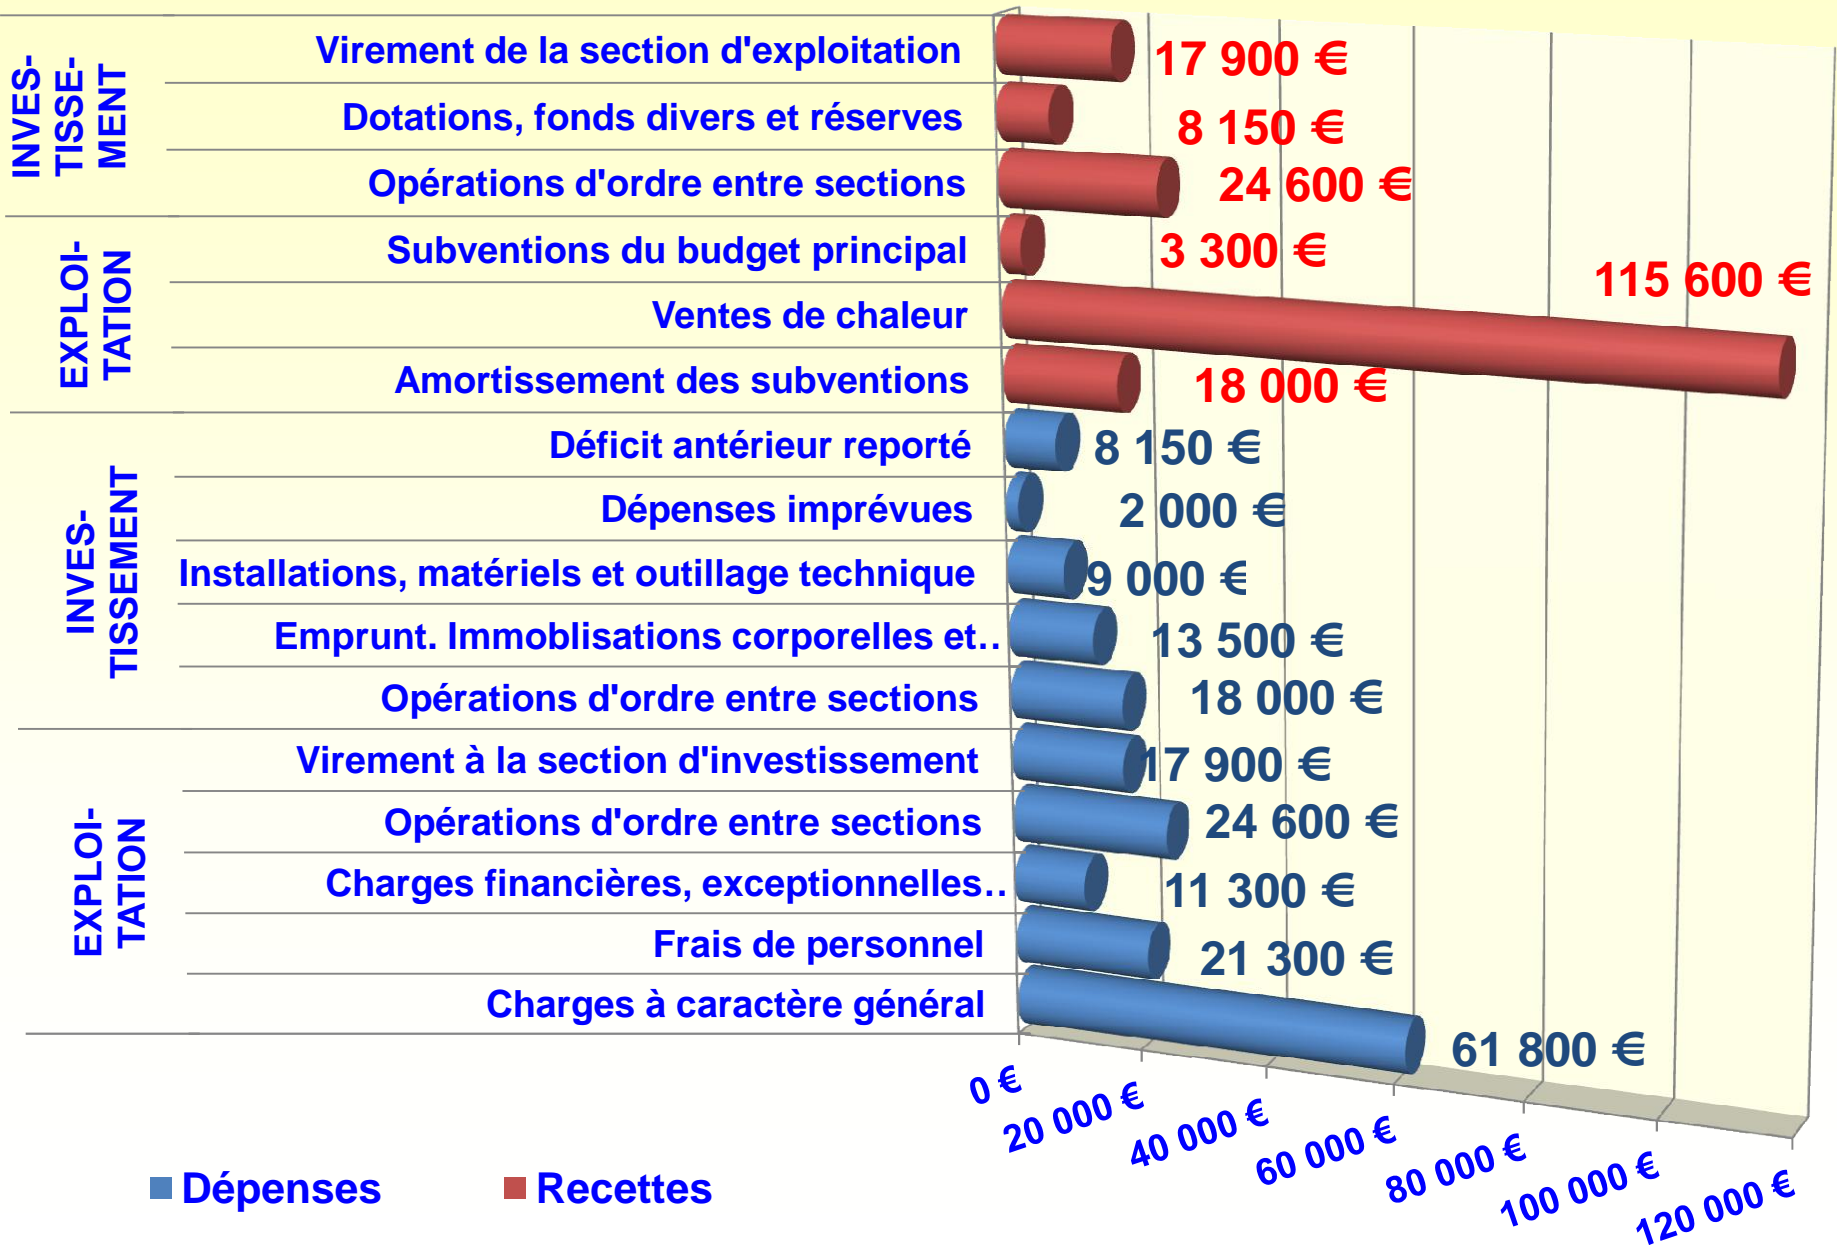 INVES-
TISSE-
MENT
Virement de la section d'exploitation
17 900 €
Dotations, fonds divers et réserves
8 150 €
Opérations d'ordre entre sections
24 600 €
EXPLOI-
TATION
Subventions du budget principal
3 300 €
Ventes de chaleur
115 600 €
Amortissement des subventions
18 000 €
INVES-
TISSEMENT
Déficit antérieur reporté
8 150 €
Dépenses imprévues
2 000 €
Installations, matériels et outillage technique
9 000 €
Emprunt. Immoblisations corporelles et..
13 500 €
Opérations d'ordre entre sections
18 000 €
EXPLOI-
TATION
Virement à la section d'investissement
17 900 €
Opérations d'ordre entre sections
24 600 €
Charges financières, exceptionnelles..
11 300 €
Frais de personnel
21 300 €
Charges à caractère général
61 800 €
0 €
20 000 €
40 000 €
60 000 €
80 000 €
100 000 €
120 000 €
Dépenses
Recettes